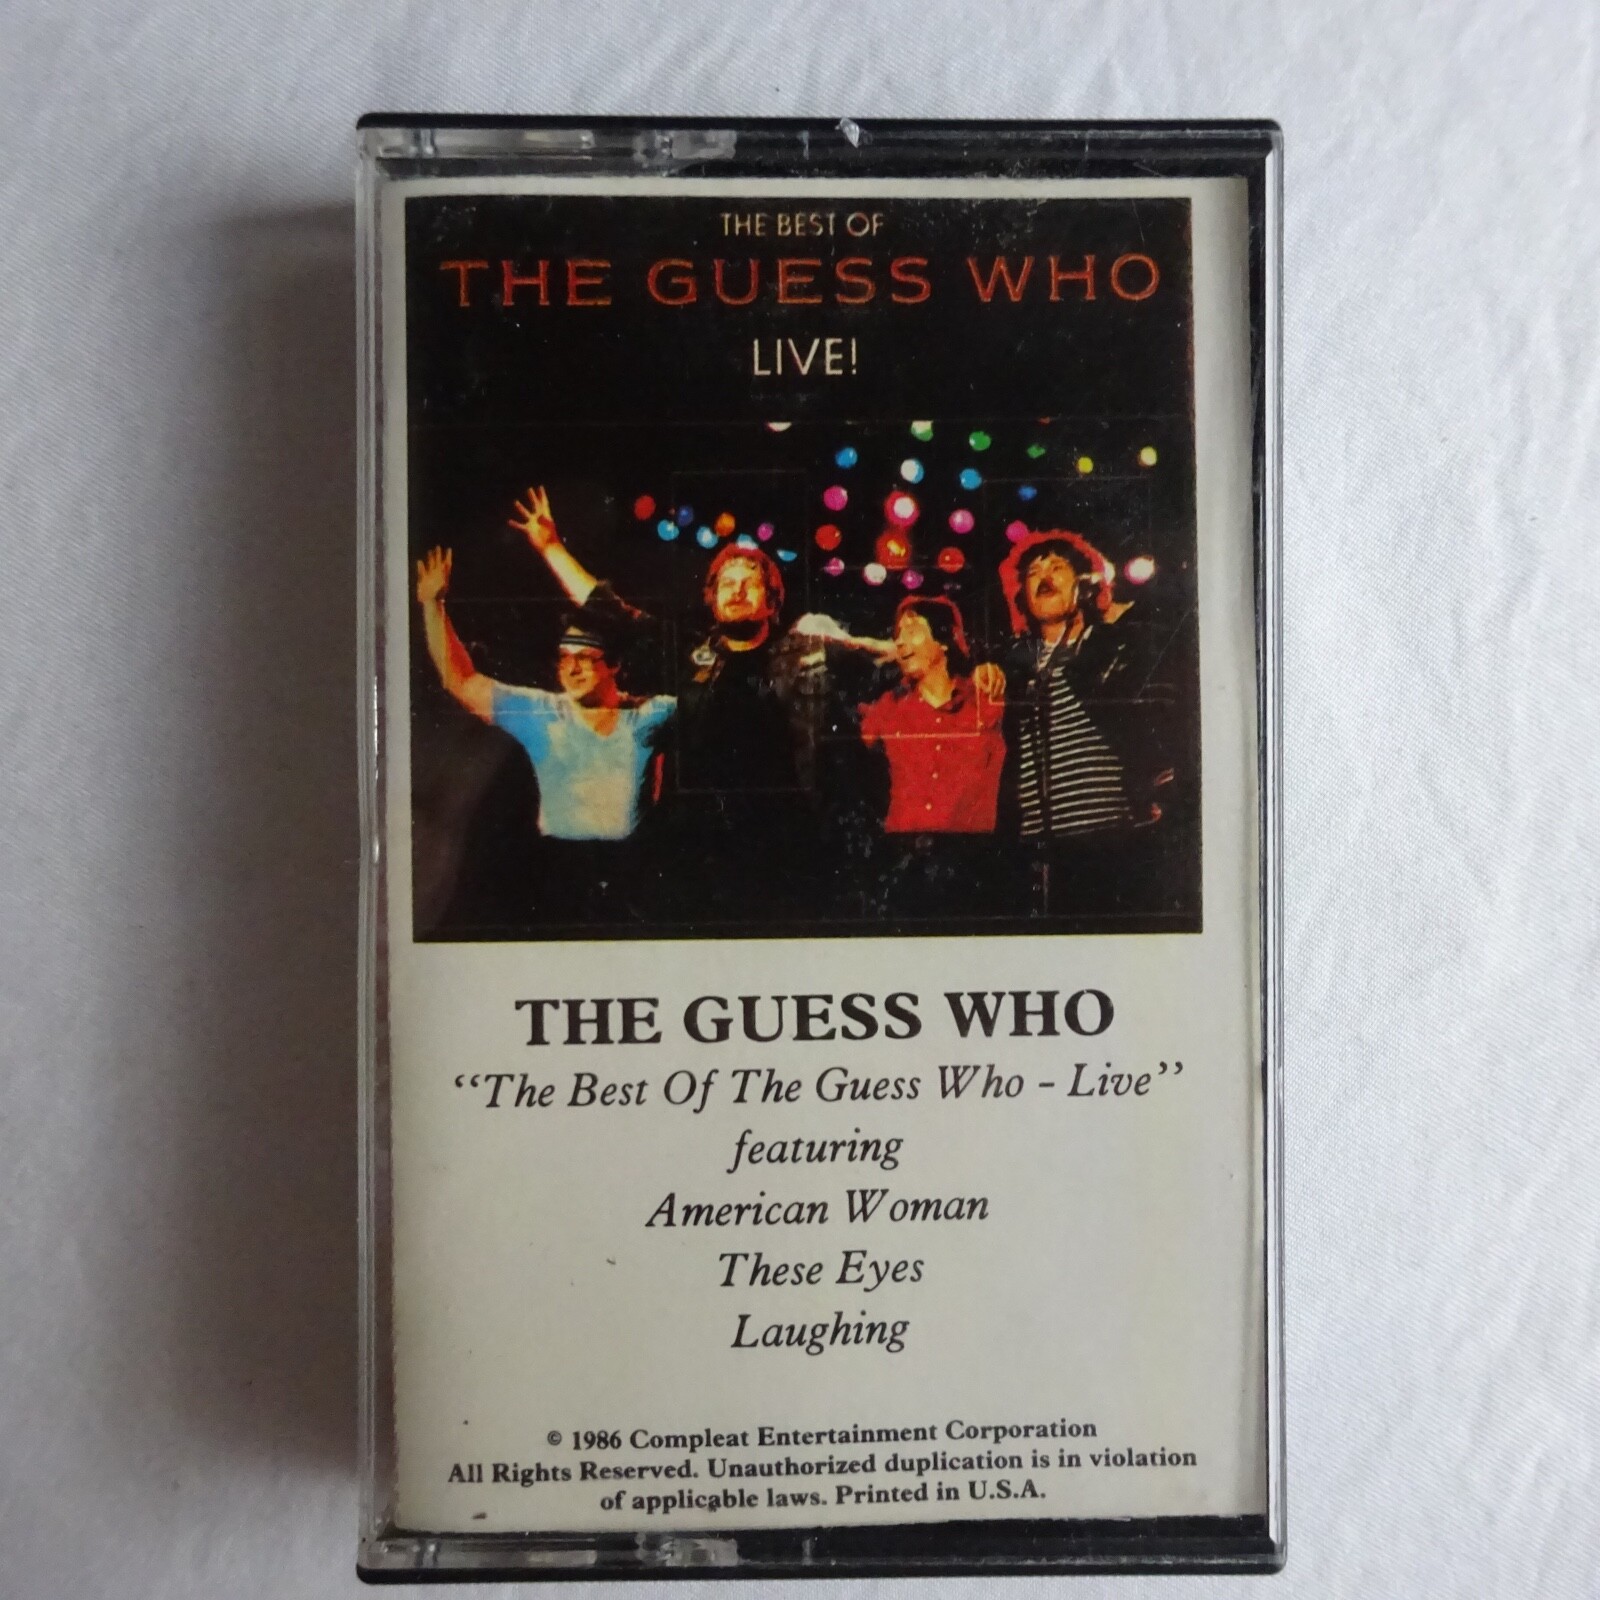 THE BEST OF
THE GUESS WHO
LIVE!
THE GUESS WHO
“The Best Of The Guess Who - Live”
featuring
American Woman
These Eyes
Laughing
© 1986 Compleat Entertainment Corporation
All Rights Reserved. Unauthorized duplication is in violation
of applicable laws. Printed in U.S.A.